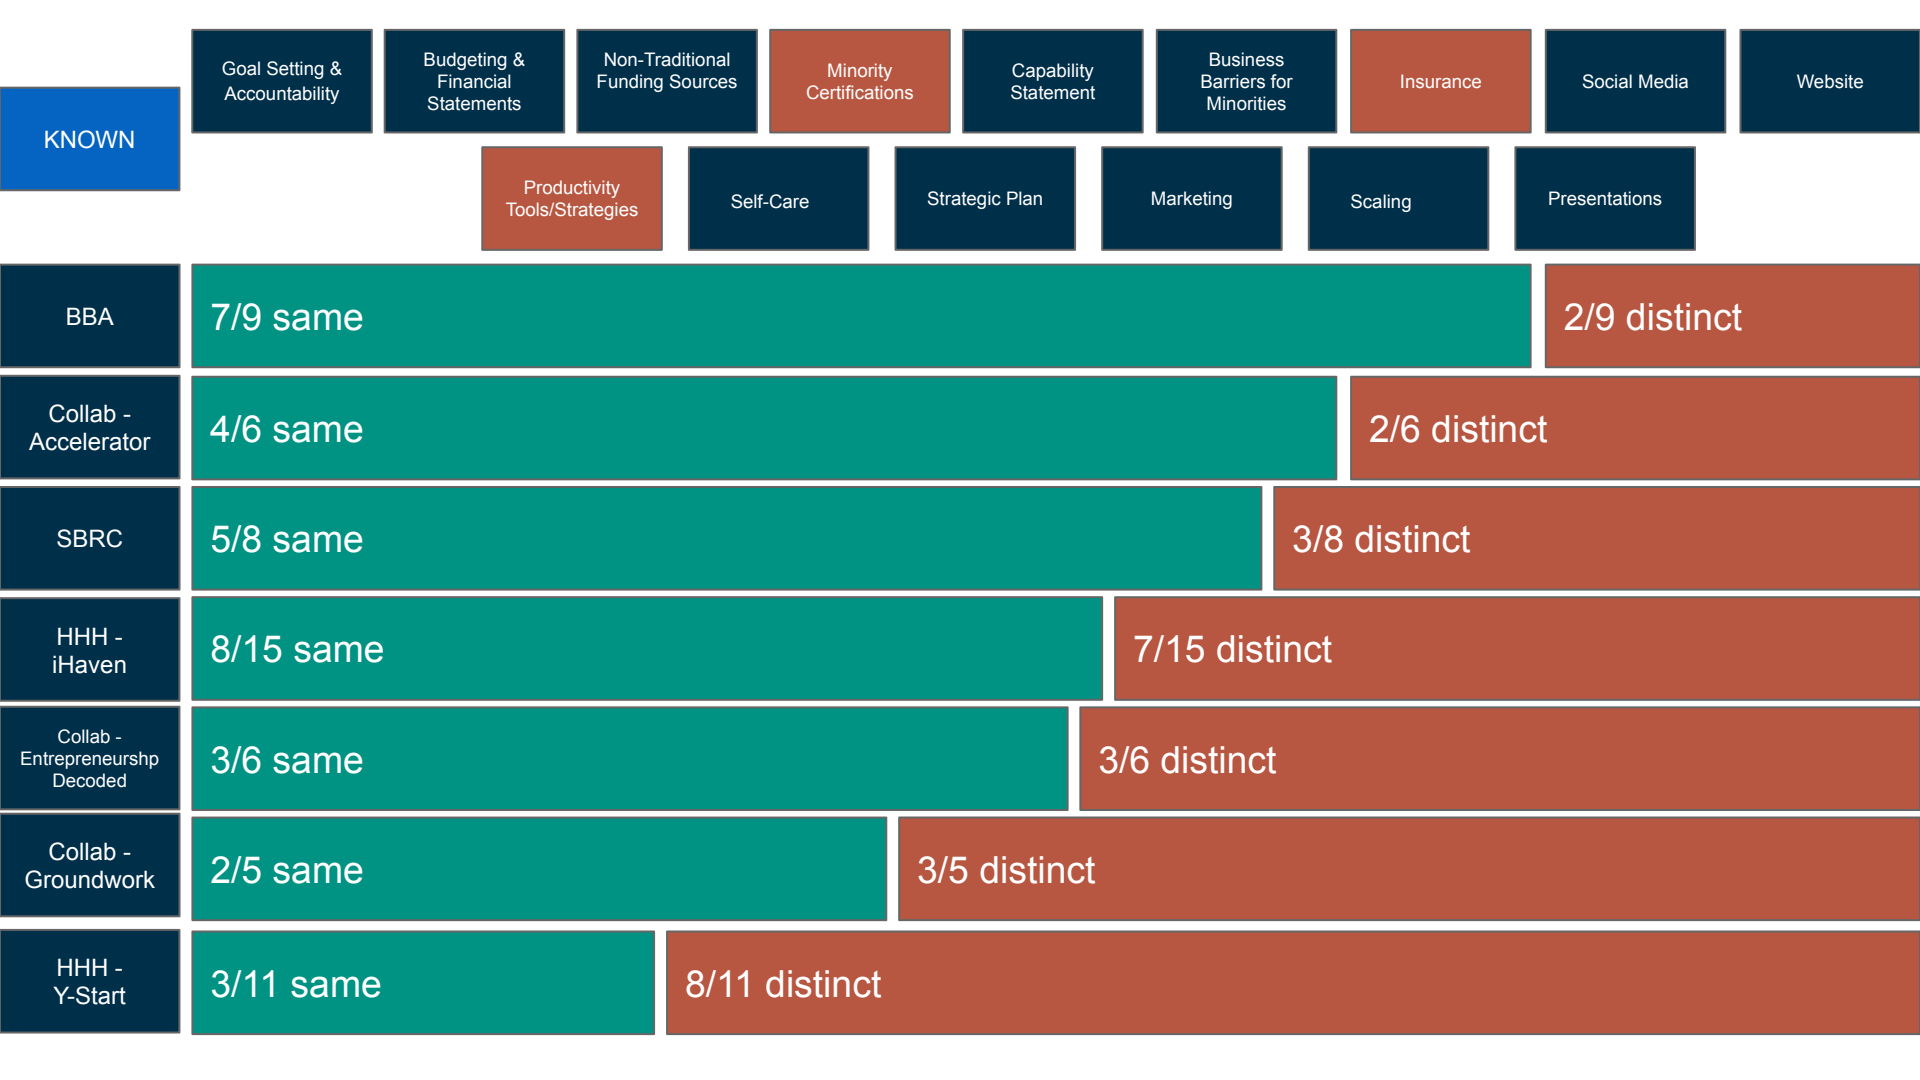 Goal Setting &
Accountability
Budgeting &
Financial
Statements
Non-Traditional
Funding Sources
Minority
Certifications
Capability
Statement
Business
Barriers for
Minorities
Insurance
Social Media
Website
KNOWN
Productivity
Tools/Strategies
Self-Care
Strategic Plan
Marketing
Scaling
Presentations
BBA
7/9 same
2/9 distinct
Collab -
Accelerator
4/6 same
2/6 distinct
SBRC
5/8 same
3/8 distinct
HHH -
iHaven
8/15 same
7/15 distinct
Collab -
Entrepreneurshp
Decoded
3/6 same
3/6 distinct
Collab -
Groundwork
2/5 same
3/5 distinct
HHH -
Y-Start
3/11 same
8/11 distinct